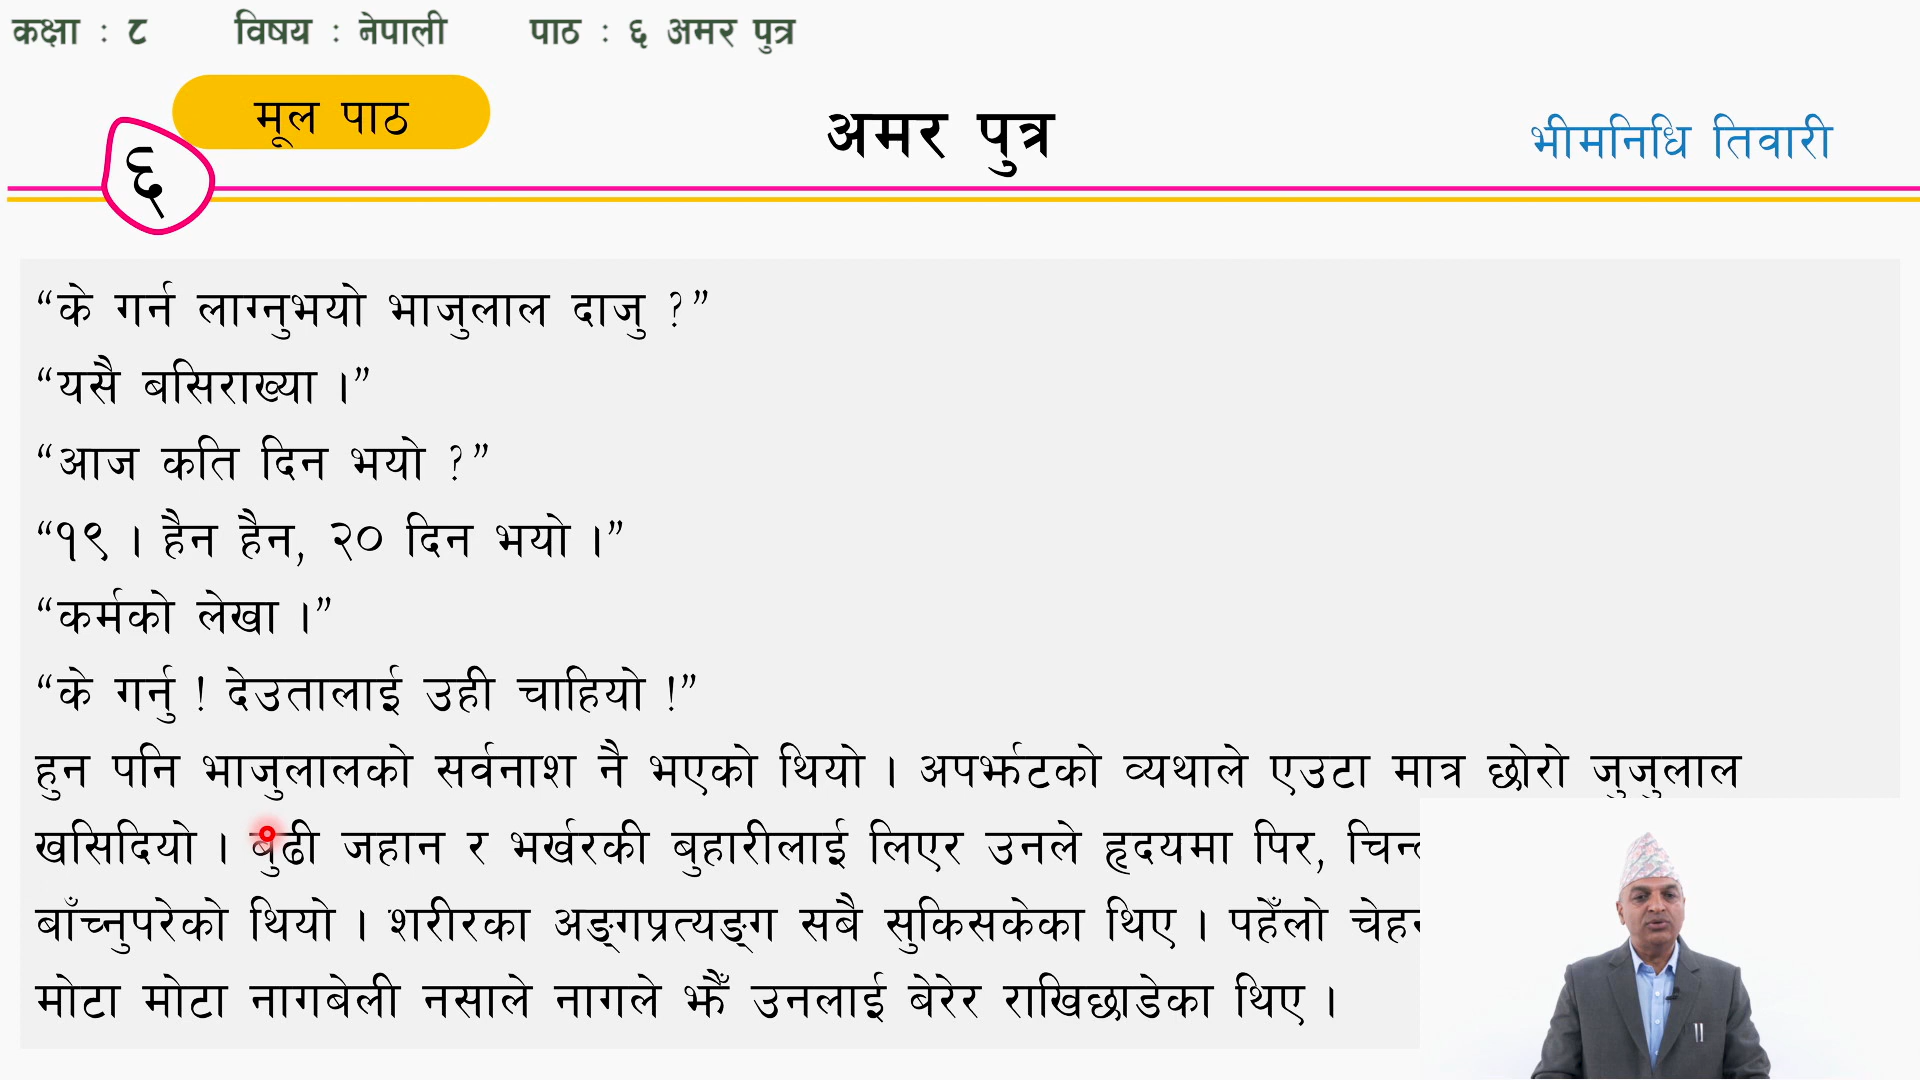 कक्षा : ८ विषय : नेपाली पाठ : ६ अमर पुत्र
मूल पाठ
६
अमर पुत्र
भीमनिधि तिवारी
“के गर्न लाग्नुभयो भाजुलाल दाजु ?”
“यसै बसिराख्या ।”
“आज कति दिन भयो ?”
“१९ । हैन हैन, २० दिन भयो ।”
“कर्मको लेखा ।”
“के गर्नु ! देउतालाई उही चाहियो !”
हुन पनि भाजुलालको सर्वनाश नै भएको थियो । अपझर्टको व्यथाले एउटा मात्र छोरो जुजुलाल
खसिदियो । बुढी जहान र भर्खरकी बुहारीलाई लिएर उनले हृदयमा पिर,
बाँच्नुपरेको थियो । शरीरका अङ्गप्रत्यङ्ग सबै सुकिसकेका थिए । पहेँलो
मोटा मोटा नागबेली नसाले नागले झैँ उनलाई बेरेर राखिछाडेका थिए ।